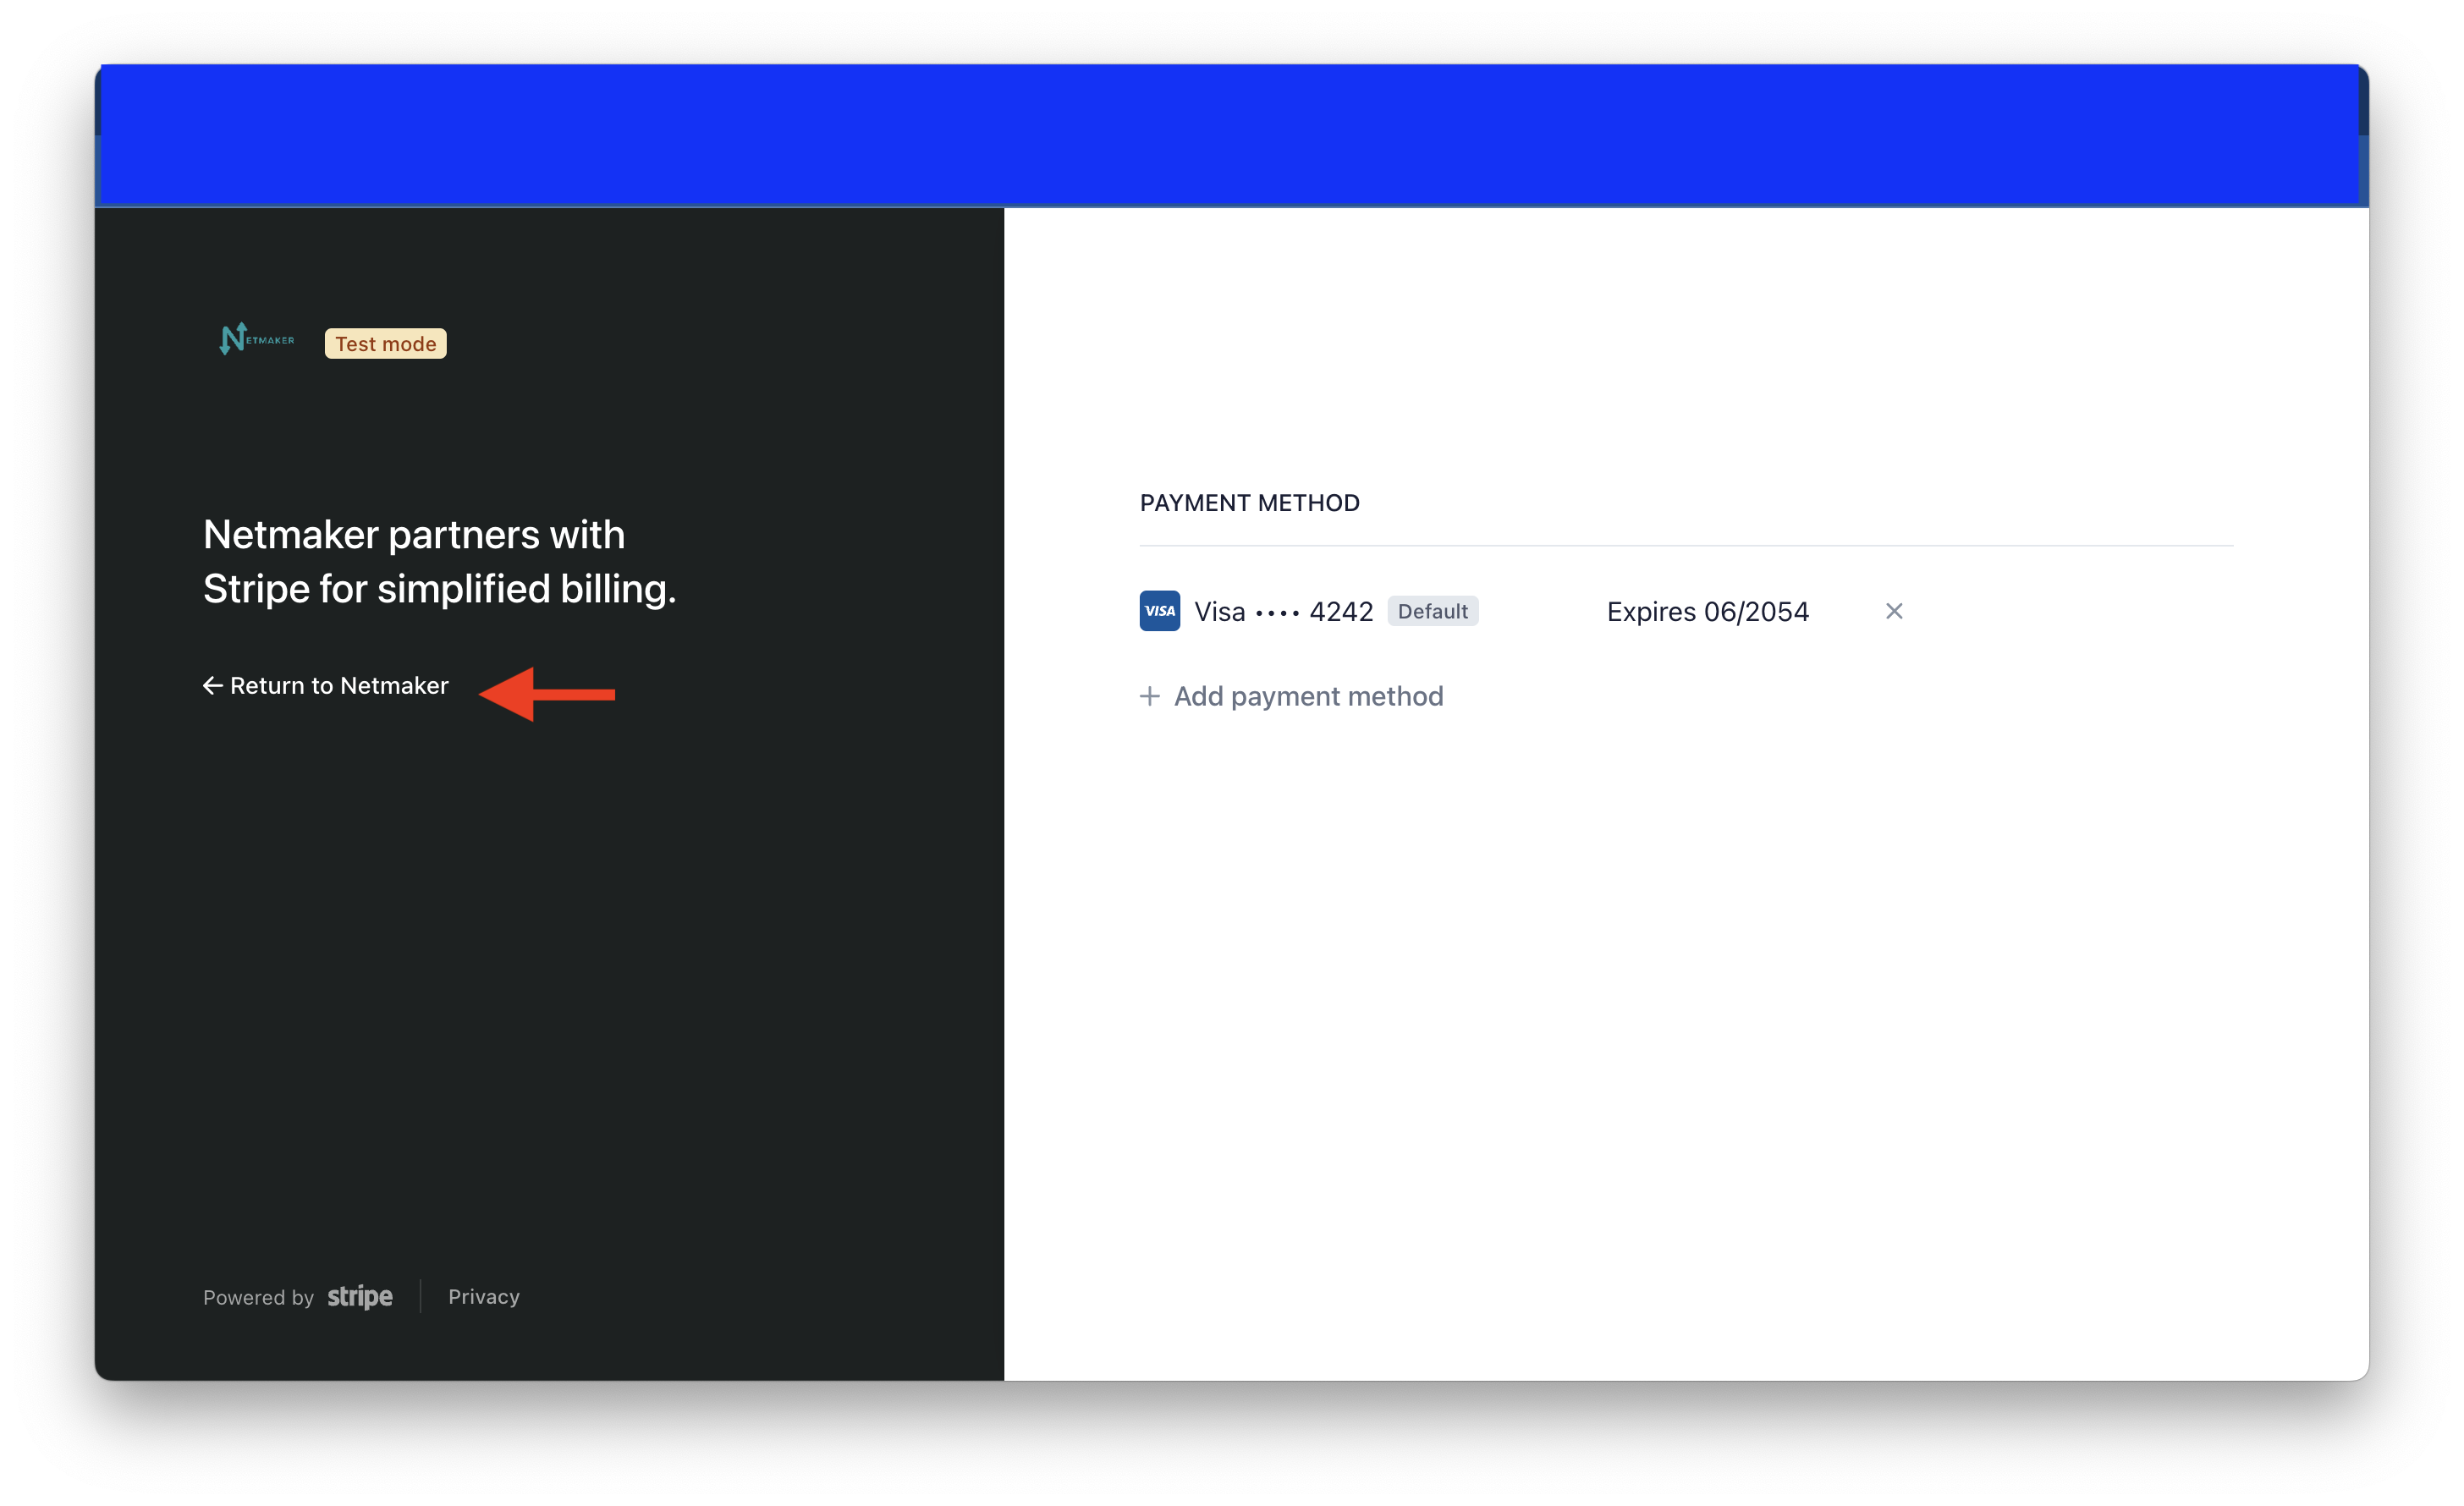 NETMAKER
Test mode
Netmaker partners with
Stripe for simplified billing.
← Return to Netmaker
Powered by stripe
Privacy
PAYMENT METHOD
VISA Visa •••• 4242 Default Expires 06/2054 ×
+ Add payment method